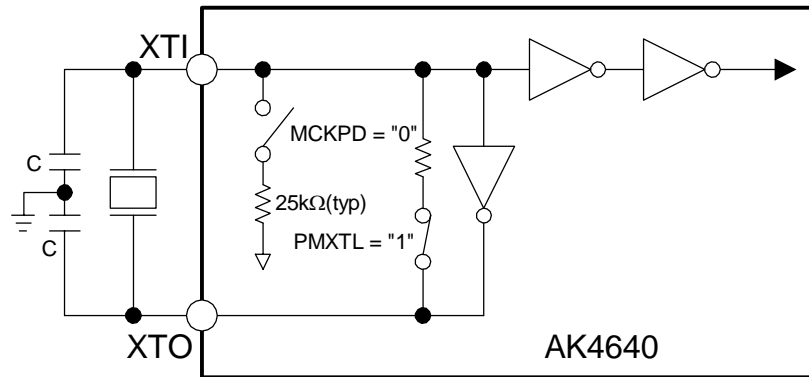 XTI
MCKPD = "0"
C
25kΩ(typ)
C
PMXTL = "1"
XTO
AK4640